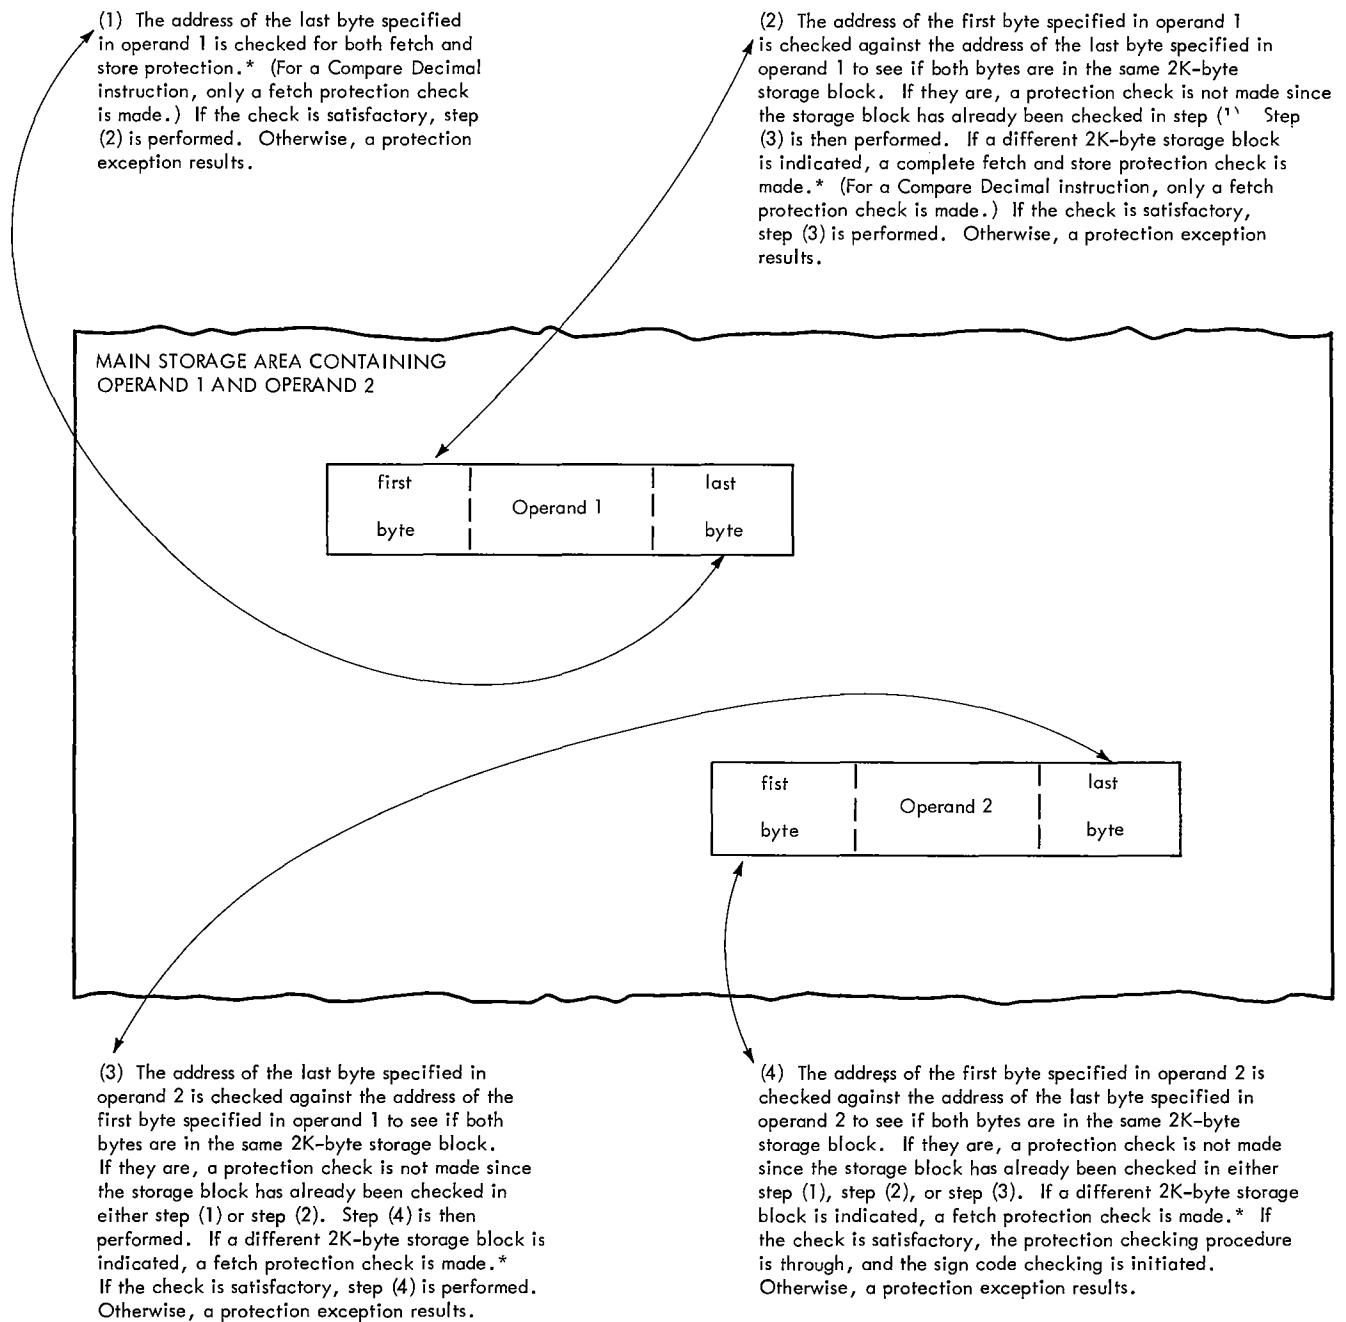 (1) The address of the last byte specified
in operand 1 is checked for both fetch and
store protection.* (For a Compare Decimal
instruction, only a fetch protection check
is made.) If the check is satisfactory, step
(2) is performed. Otherwise, a protection
exception results.
(2) The address of the first byte specified in operand 1
is checked against the address of the last byte specified in
operand 1 to see if both bytes are in the same 2K-byte
storage block. If they are, a protection check is not made since
the storage block has already been checked in step (1) Step
(3) is then performed. If a different 2K-byte storage block
is indicated, a complete fetch and store protection check is
made.* (For a Compare Decimal instruction, only a fetch
protection check is made.) If the check is satisfactory,
step (3) is performed. Otherwise, a protection exception
results.
MAIN STORAGE AREA CONTAINING
OPERAND 1 AND OPERAND 2
first
byte
Operand 1
last
byte
fist
byte
Operand 2
last
byte
(3) The address of the last byte specified in
operand 2 is checked against the address of the
first byte specified in operand 1 to see if both
bytes are in the same 2K-byte storage block.
If they are, a protection check is not made since
the storage block has already been checked in
either step (1) or step (2). Step (4) is then
performed. If a different 2K-byte storage block is
indicated, a fetch protection check is made.*
If the check is satisfactory, step (4) is performed.
Otherwise, a protection exception results.
(4) The address of the first byte specified in operand 2 is
checked against the address of the last byte specified in
operand 2 to see if both bytes are in the same 2K-byte
storage block. If they are, a protection check is not made
since the storage block has already been checked in either
step (1), step (2), or step (3). If a different 2K-byte storage
block is indicated, a fetch protection check is made.* If
the check is satisfactory, the protection checking procedure
is through, and the sign code checking is initiated.
Otherwise, a protection exception results.